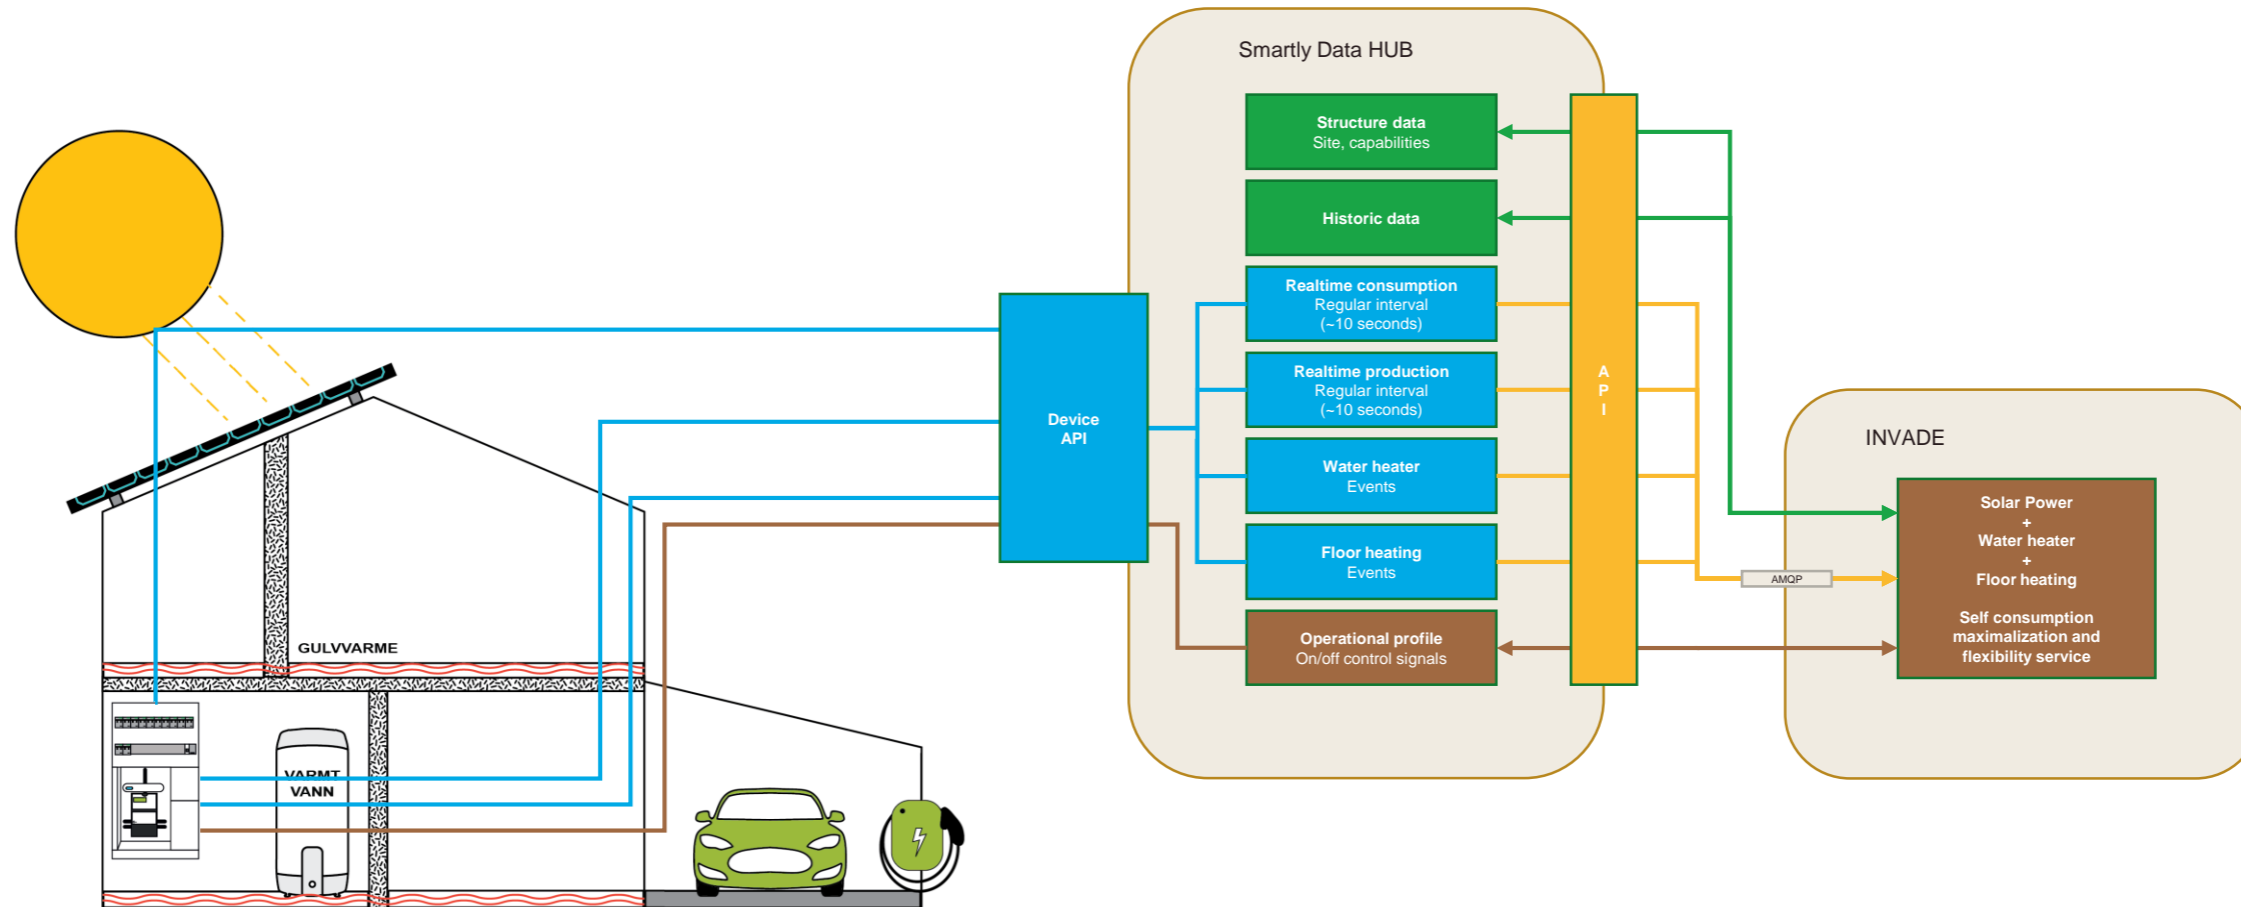 Smartly Data HUB
Structure data
Site, capabilities
Historic data
Realtime consumption
Regular interval
(~10 seconds)
Realtime production
Regular interval
(~10 seconds)
Water heater
Events
Floor heating
Events
Operational profile
On/off control signals
Device
API
A
P
I
INVADE
Solar Power
+
Water heater
+
Floor heating
Self consumption
maximalization and
flexibility service
AMQP
GULVVARME
VARMT
VANN